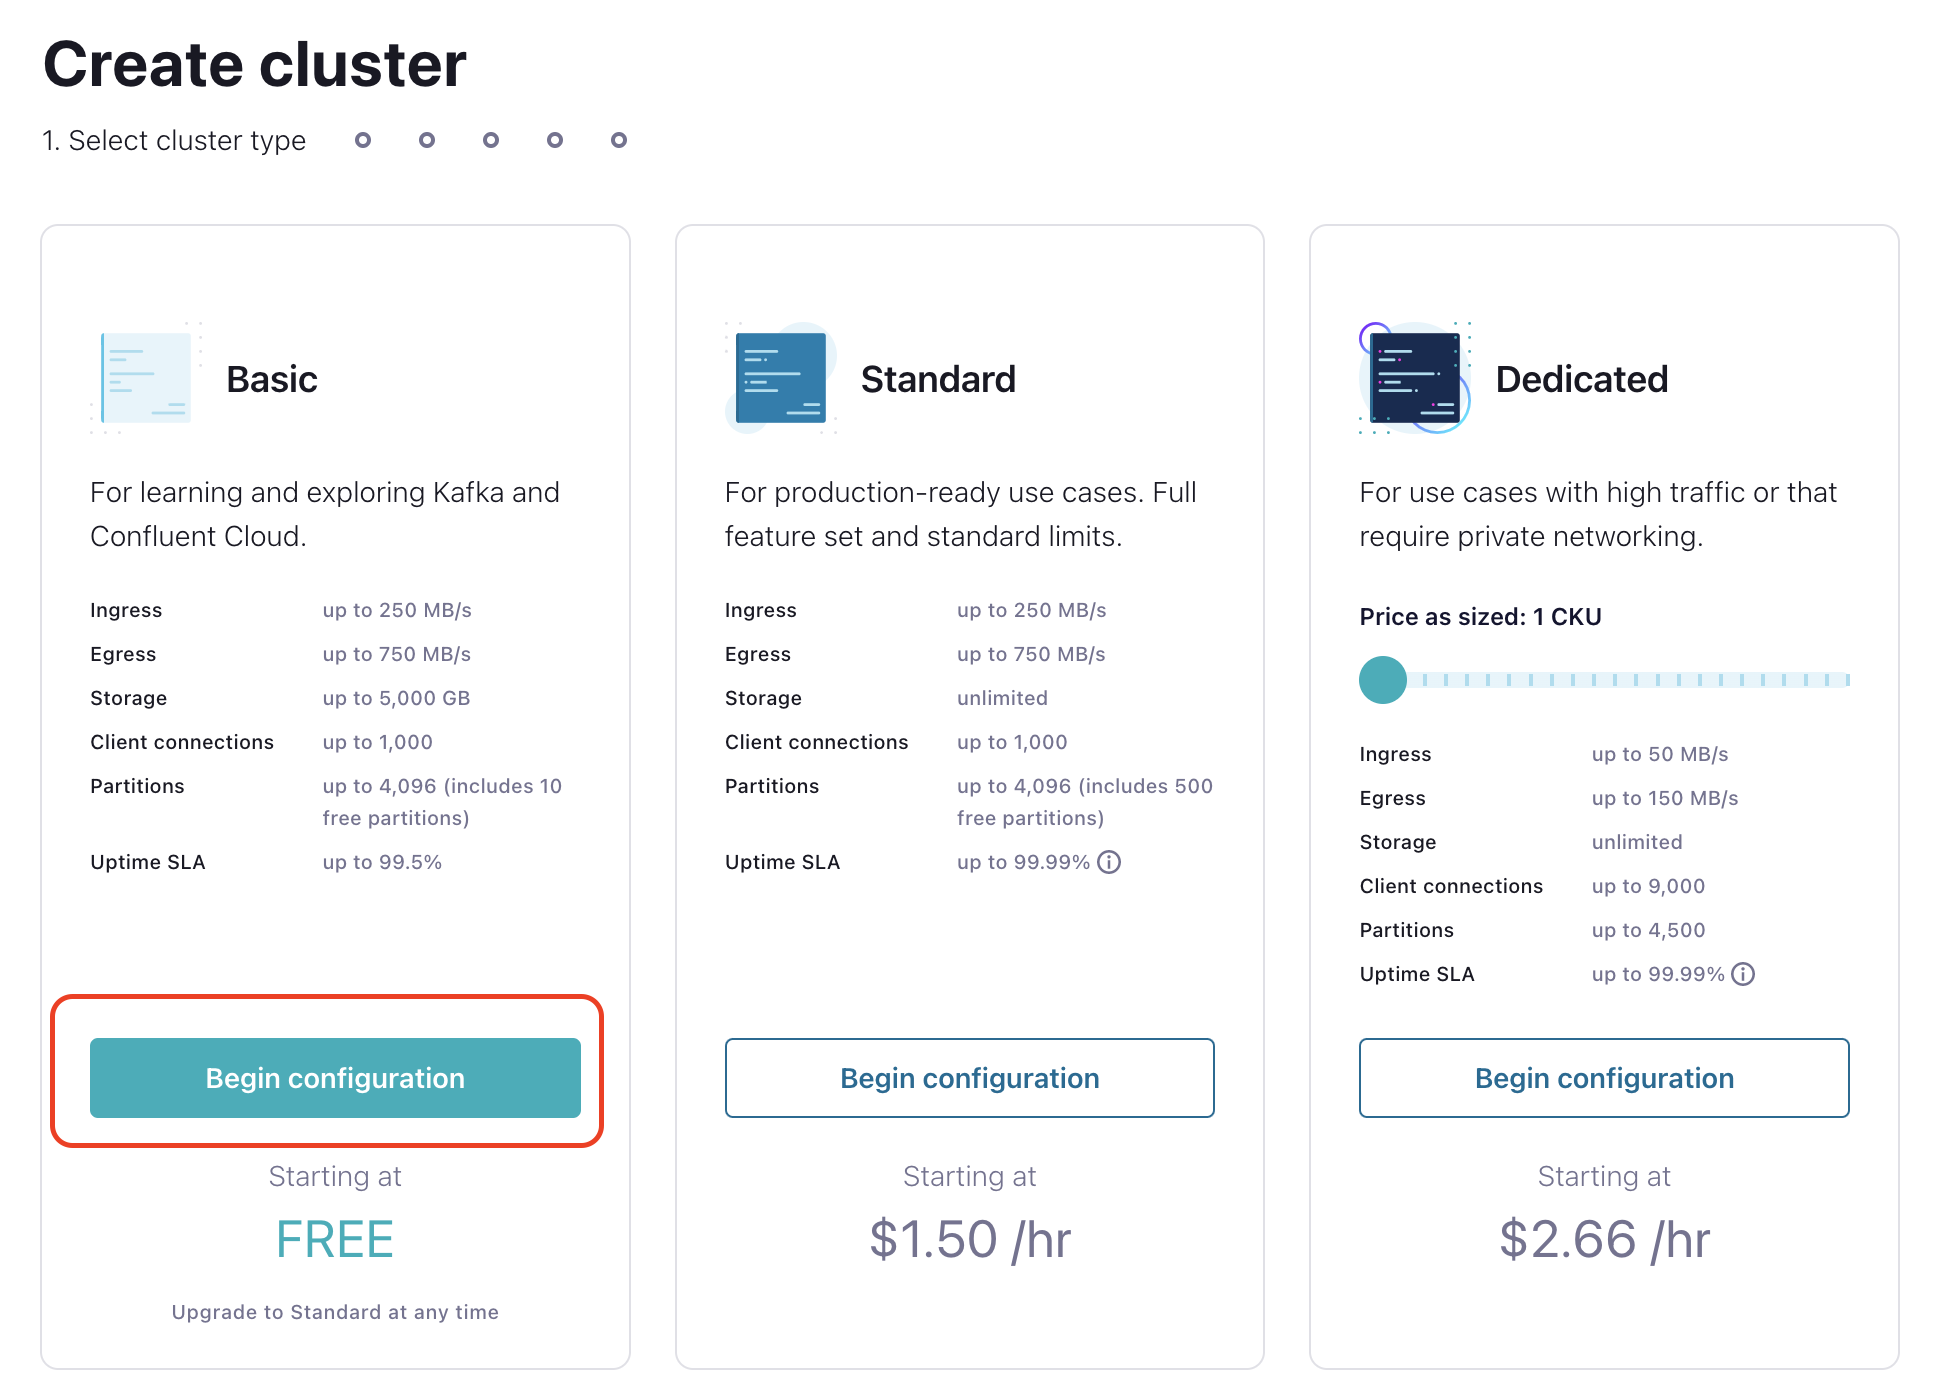 Create cluster
1. Select cluster type
Basic
For learning and exploring Kafka and
Confluent Cloud.
Ingress up to 250 MB/s
Egress up to 750 MB/s
Storage up to 5,000 GB
Client connections up to 1,000
Partitions up to 4,096 (includes 10
free partitions)
Uptime SLA up to 99.5%
Begin configuration
Starting at
FREE
Upgrade to Standard at any time
Standard
For production-ready use cases. Full
feature set and standard limits.
Ingress up to 250 MB/s
Egress up to 750 MB/s
Storage unlimited
Client connections up to 1,000
Partitions up to 4,096 (includes 500
free partitions)
Uptime SLA up to 99.99%
Begin configuration
Starting at
$1.50 /hr
Dedicated
For use cases with high traffic or that
require private networking.
Price as sized: 1 CKU
Ingress up to 50 MB/s
Egress up to 150 MB/s
Storage unlimited
Client connections up to 9,000
Partitions up to 4,500
Uptime SLA up to 99.99%
Begin configuration
Starting at
$2.66 /hr